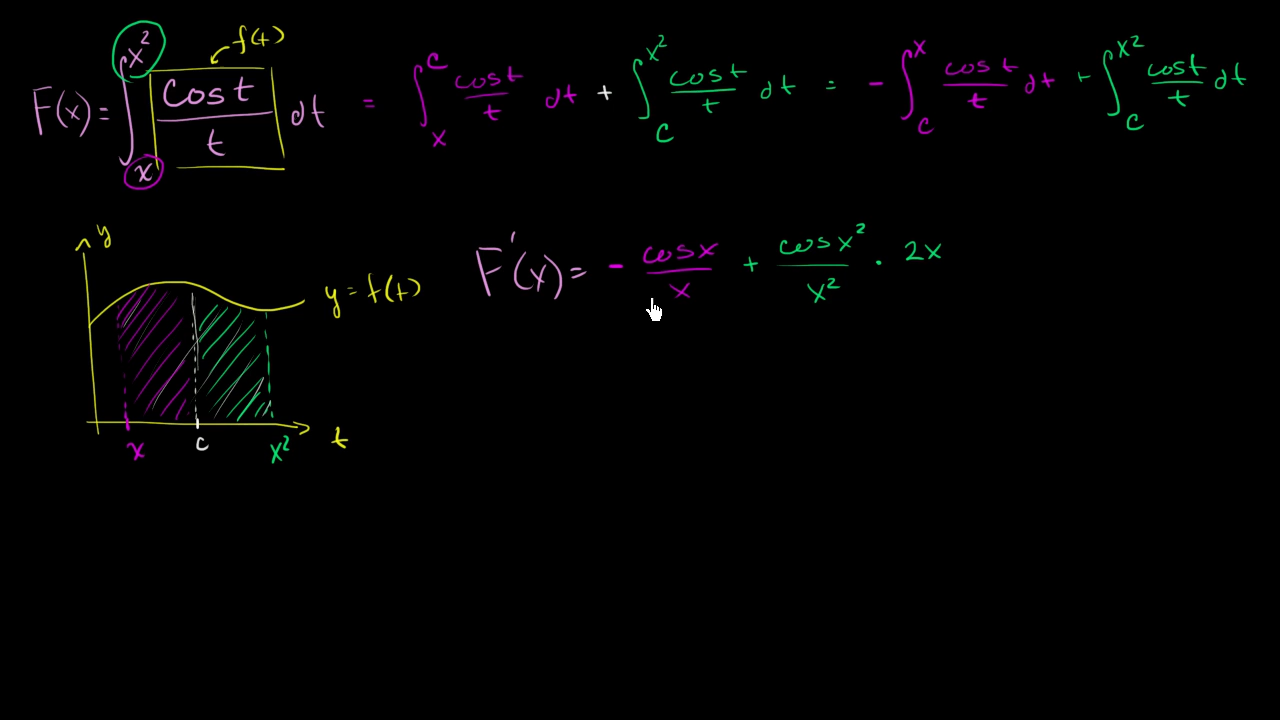 f(t)
F(x) = ∫_x^{x²} cos t / t dt = ∫_x^c cos t / t dt + ∫_c^{x²} cos t / t dt = - ∫_c^x cos t / t dt + ∫_c^{x²} cos t / t dt
y
F'(x) = - cos x / x + cos x² / x² · 2x
y = f(t)
x c x² t